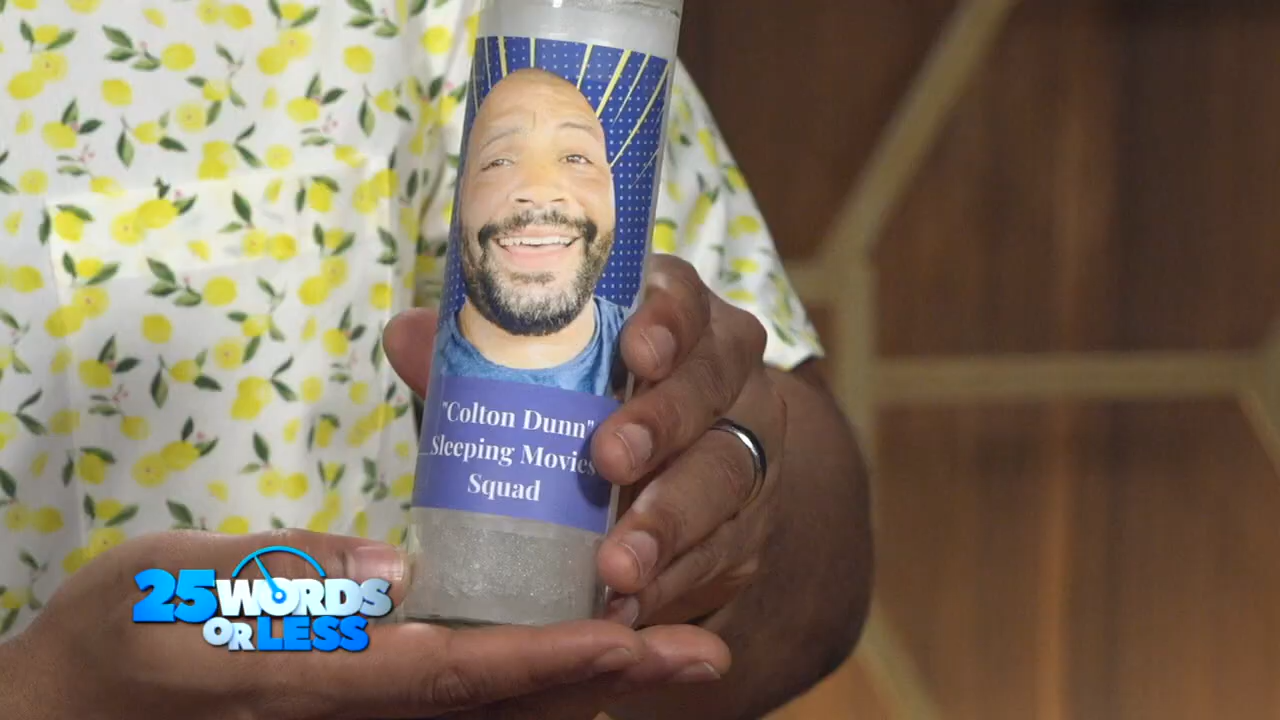 "Colton Dunn"
Sleeping Movies
Squad
25 WORDS
OR LESS